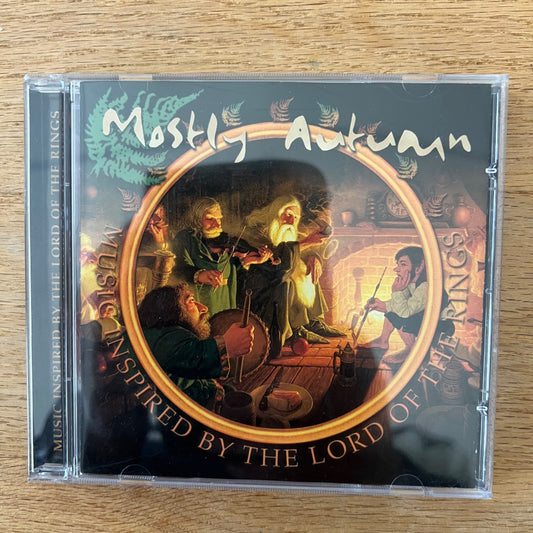 MUSIC INSPIRED BY THE LORD OF THE RINGS
Mostly Autumn
MUSIC INSPIRED BY THE LORD OF THE RINGS